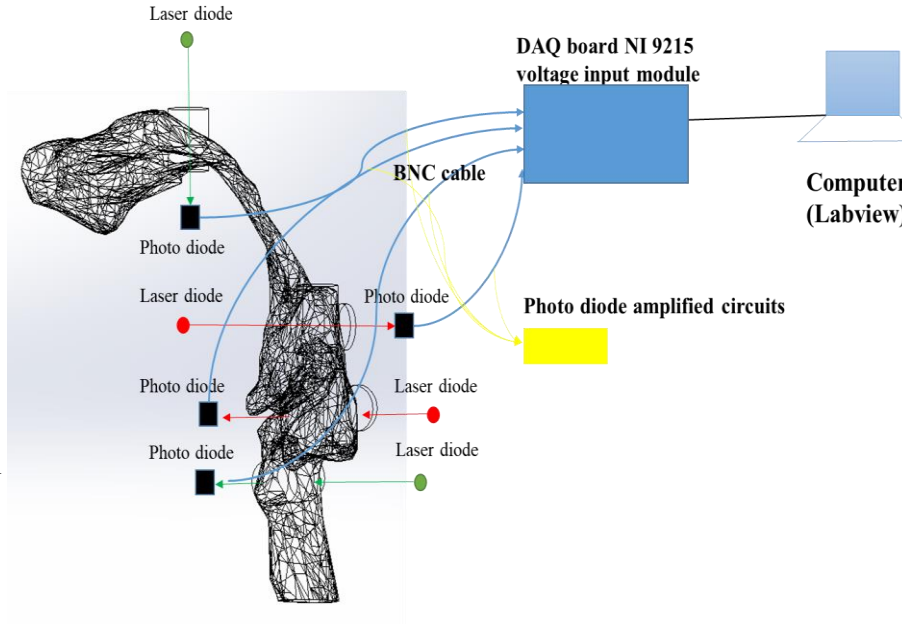 Laser diode
DAQ board NI 9215
voltage input module
BNC cable
Computer
(Labview)
Photo diode
Laser diode
Photo diode
Photo diode amplified circuits
Photo diode
Laser diode
Photo diode
Laser diode